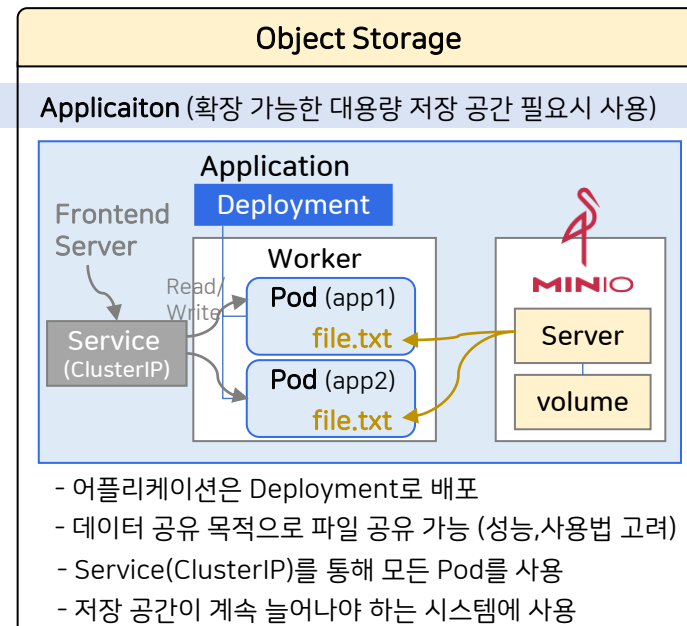 Object Storage
Applicaiton (확장 가능한 대용량 저장 공간 필요시 사용)
Application
Deployment
Frontend
Server
Worker
Read/
Write
Pod (app1)
file.txt
Service
(ClusterIP)
Pod (app2)
file.txt
MINIO
Server
volume
- 어플리케이션은 Deployment로 배포
- 데이터 공유 목적으로 파일 공유 가능 (성능,사용법 고려)
- Service(ClusterIP)를 통해 모든 Pod를 사용
- 저장 공간이 계속 늘어나야 하는 시스템에 사용